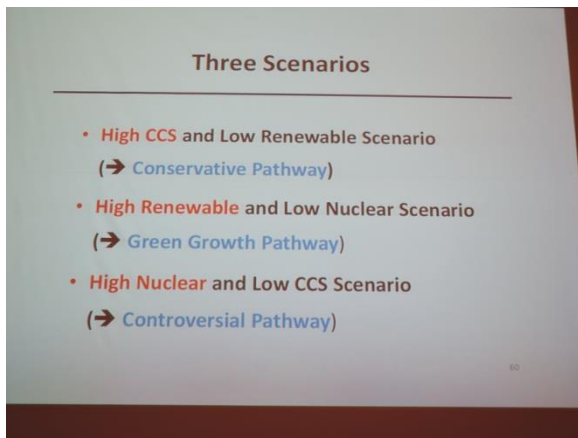 Three Scenarios
• High CCS and Low Renewable Scenario
(➔ Conservative Pathway)
• High Renewable and Low Nuclear Scenario
(➔ Green Growth Pathway)
• High Nuclear and Low CCS Scenario
(➔ Controversial Pathway)
60